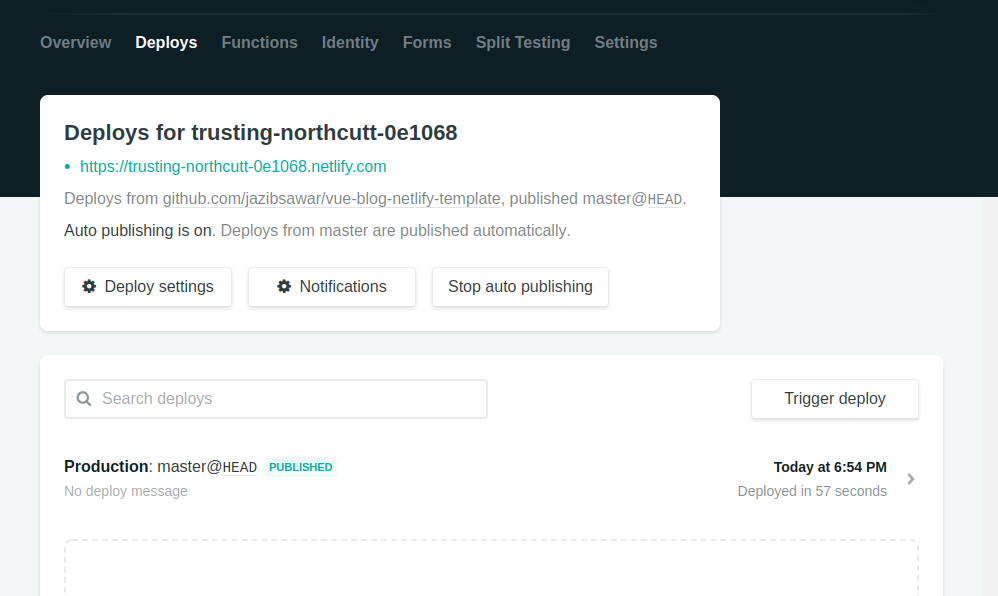 Overview Deploys Functions Identity Forms Split Testing Settings
Deploys for trusting-northcutt-0e1068
• https://trusting-northcutt-0e1068.netlify.com
Deploys from github.com/jazibsawar/vue-blog-netlify-template, published master@HEAD.
Auto publishing is on. Deploys from master are published automatically.
Deploy settings Notifications Stop auto publishing
Search deploys Trigger deploy
Production: master@HEAD PUBLISHED Today at 6:54 PM
No deploy message Deployed in 57 seconds